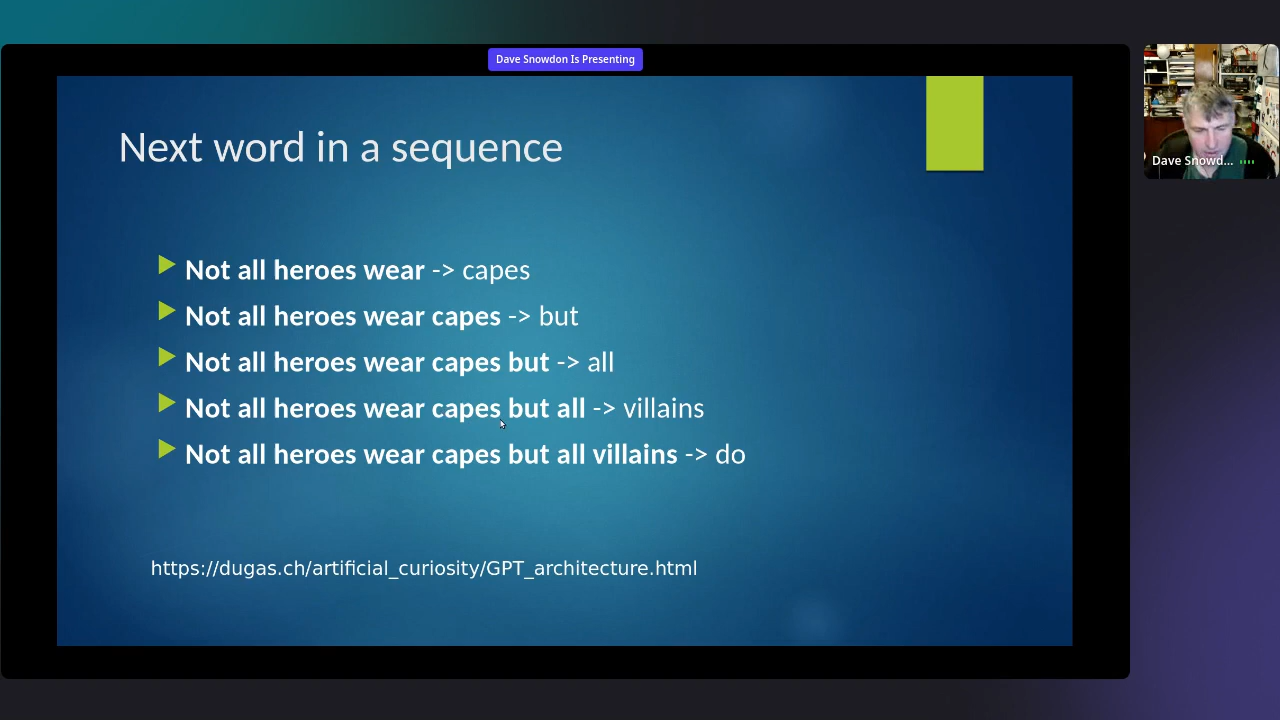 Dave Snowdon Is Presenting
Next word in a sequence
Not all heroes wear -> capes
Not all heroes wear capes -> but
Not all heroes wear capes but -> all
Not all heroes wear capes but all -> villains
Not all heroes wear capes but all villains -> do
https://dugas.ch/artificial_curiosity/GPT_architecture.html
Dave Snowd...